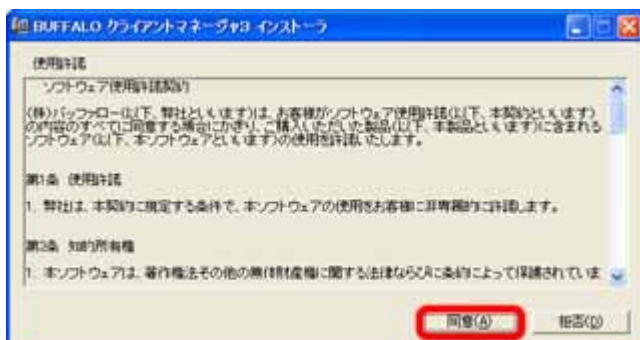 BUFFALO クライアントマネージャ3 インストーラ
使用許諾
ソフトウェア使用許諾契約
(株)バッファロー(以下、弊社といいます)は、お客様がソフトウェア使用許諾(以下、本契約といいます)
の内容のすべてに同意する場合にかぎり、ご購入いただいた製品(以下、本製品といいます)に含まれる
ソフトウェア(以下、本ソフトウェアといいます)の使用を許諾いたします。
第1条 使用許諾
1. 弊社は、本契約に規定する条件で、本ソフトウェアの使用をお客様に非専属的に許諾します。
第2条 知的所有権
1. 本ソフトウェアは、著作権法その他の無体財産権に関する法律ならびに条約によって保護されていま
同意(A)
拒否(D)